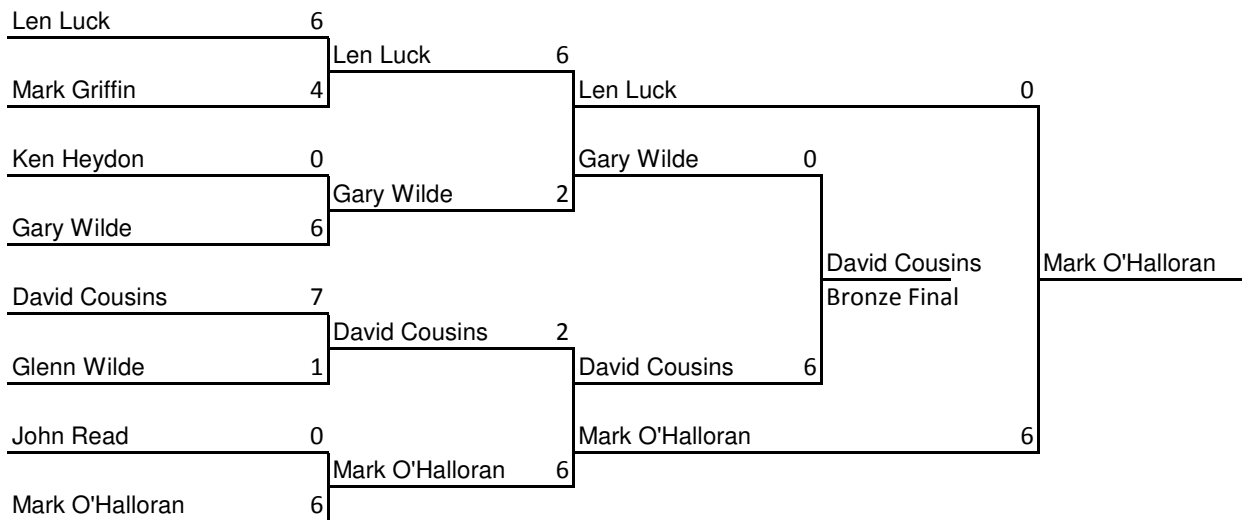 Len Luck 6
Len Luck 6
Mark Griffin 4
Len Luck 0
Ken Heydon 0
Gary Wilde 0
Gary Wilde 2
Gary Wilde 6
David Cousins
Mark O'Halloran
David Cousins 7
Bronze Final
David Cousins 2
Glenn Wilde 1
David Cousins 6
John Read 0
Mark O'Halloran 6
Mark O'Halloran 6
Mark O'Halloran 6